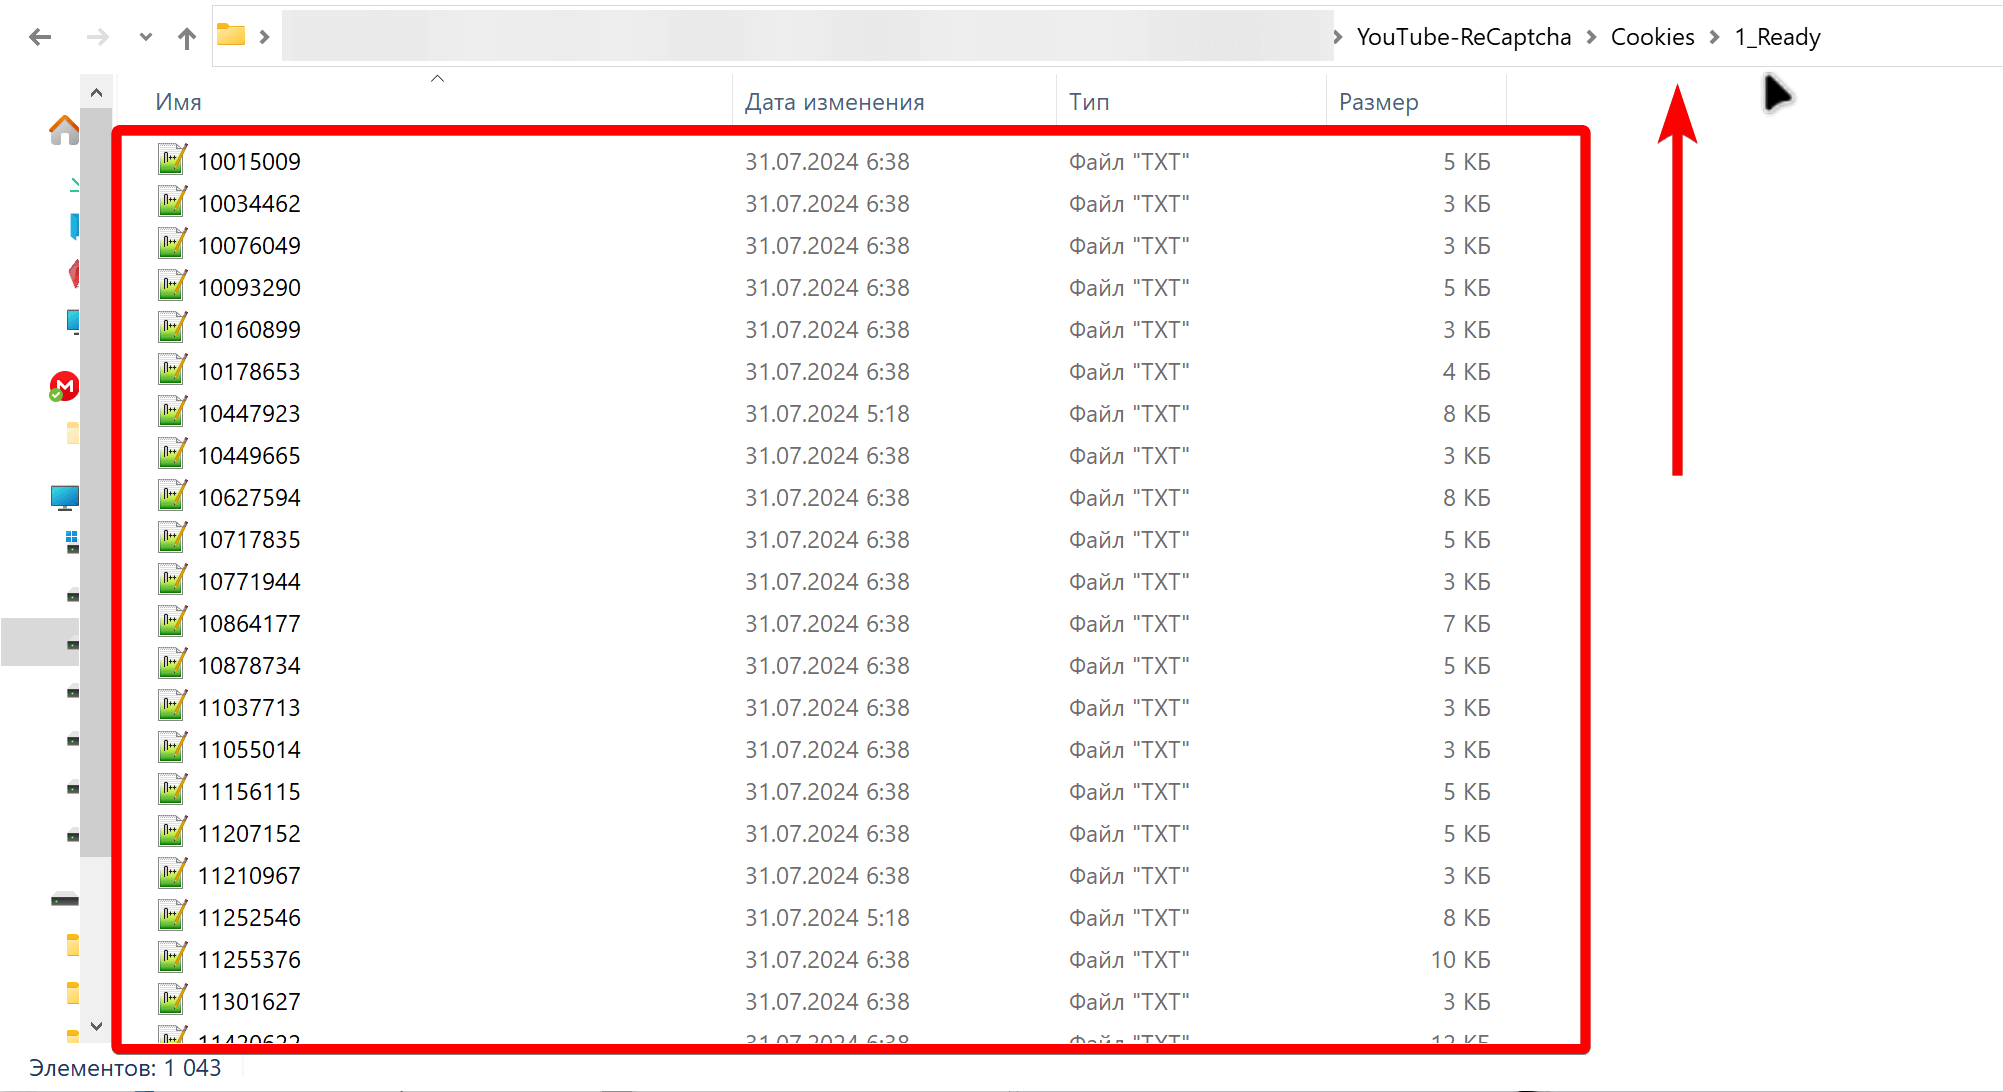 YouTube-ReCaptcha > Cookies > 1_Ready
Имя Дата изменения Тип Размер
10015009 31.07.2024 6:38 Файл "TXT" 5 КБ
10034462 31.07.2024 6:38 Файл "TXT" 3 КБ
10076049 31.07.2024 6:38 Файл "TXT" 3 КБ
10093290 31.07.2024 6:38 Файл "TXT" 5 КБ
10160899 31.07.2024 6:38 Файл "TXT" 3 КБ
10178653 31.07.2024 6:38 Файл "TXT" 4 КБ
10447923 31.07.2024 5:18 Файл "TXT" 8 КБ
10449665 31.07.2024 6:38 Файл "TXT" 3 КБ
10627594 31.07.2024 6:38 Файл "TXT" 8 КБ
10717835 31.07.2024 6:38 Файл "TXT" 5 КБ
10771944 31.07.2024 6:38 Файл "TXT" 3 КБ
10864177 31.07.2024 6:38 Файл "TXT" 7 КБ
10878734 31.07.2024 6:38 Файл "TXT" 5 КБ
11037713 31.07.2024 6:38 Файл "TXT" 3 КБ
11055014 31.07.2024 6:38 Файл "TXT" 3 КБ
11156115 31.07.2024 6:38 Файл "TXT" 5 КБ
11207152 31.07.2024 6:38 Файл "TXT" 5 КБ
11210967 31.07.2024 6:38 Файл "TXT" 3 КБ
11252546 31.07.2024 5:18 Файл "TXT" 8 КБ
11255376 31.07.2024 6:38 Файл "TXT" 10 КБ
11301627 31.07.2024 6:38 Файл "TXT" 3 КБ
31.07.2024 6:38 Файл "TXT" 12 КБ
Элементов: 1 043